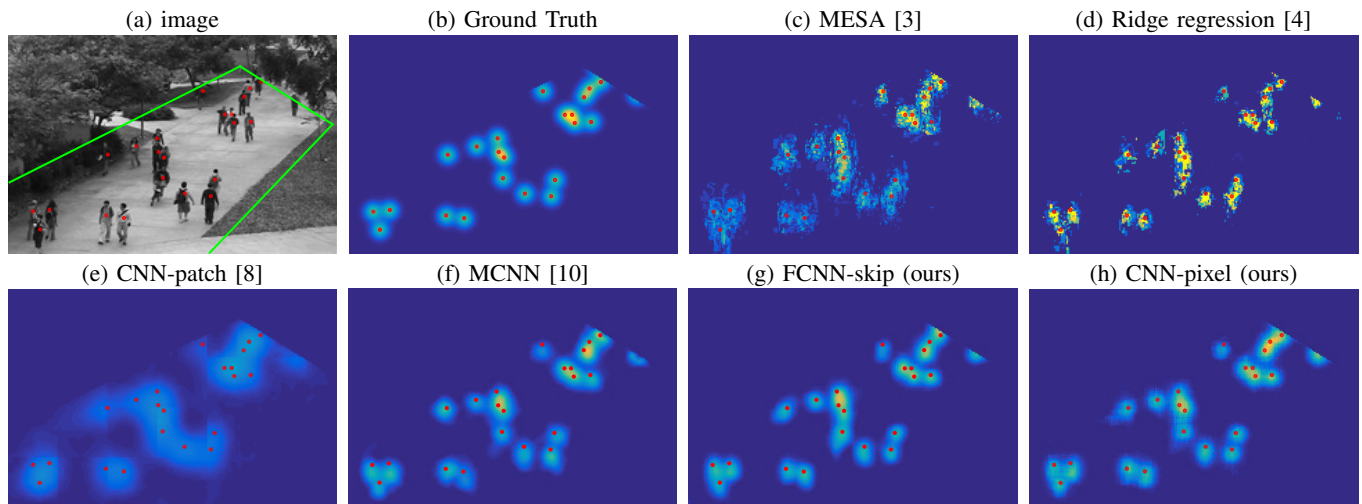 (a) image
(b) Ground Truth
(c) MESA [3]
(d) Ridge regression [4]
(e) CNN-patch [8]
(f) MCNN [10]
(g) FCNN-skip (ours)
(h) CNN-pixel (ours)